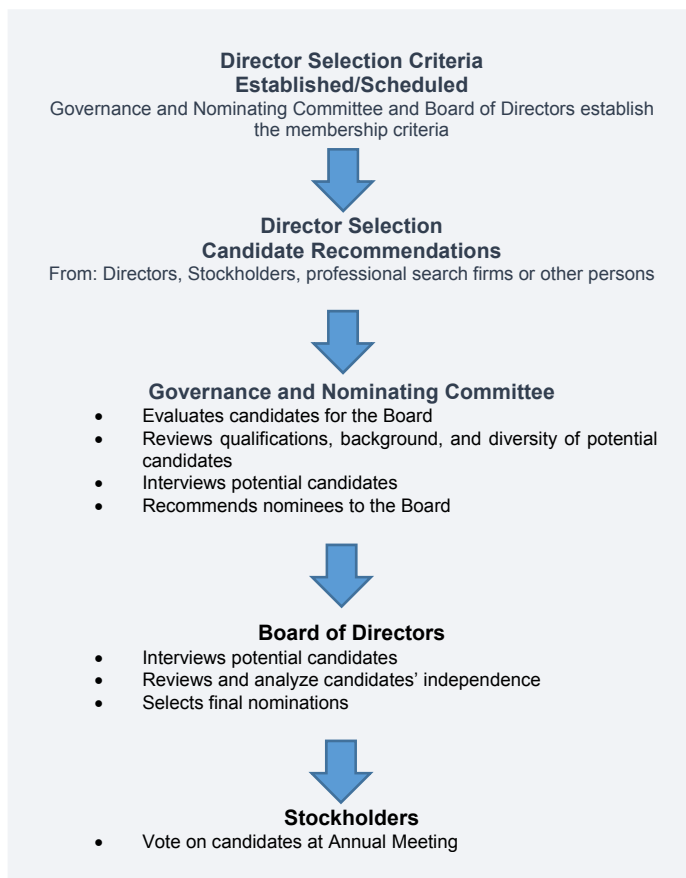 Director Selection Criteria
Established/Scheduled
Governance and Nominating Committee and Board of Directors establish
the membership criteria
Director Selection
Candidate Recommendations
From: Directors, Stockholders, professional search firms or other persons
Governance and Nominating Committee
• Evaluates candidates for the Board
• Reviews qualifications, background, and diversity of potential
candidates
• Interviews potential candidates
• Recommends nominees to the Board
Board of Directors
• Interviews potential candidates
• Reviews and analyze candidates’ independence
• Selects final nominations
Stockholders
• Vote on candidates at Annual Meeting